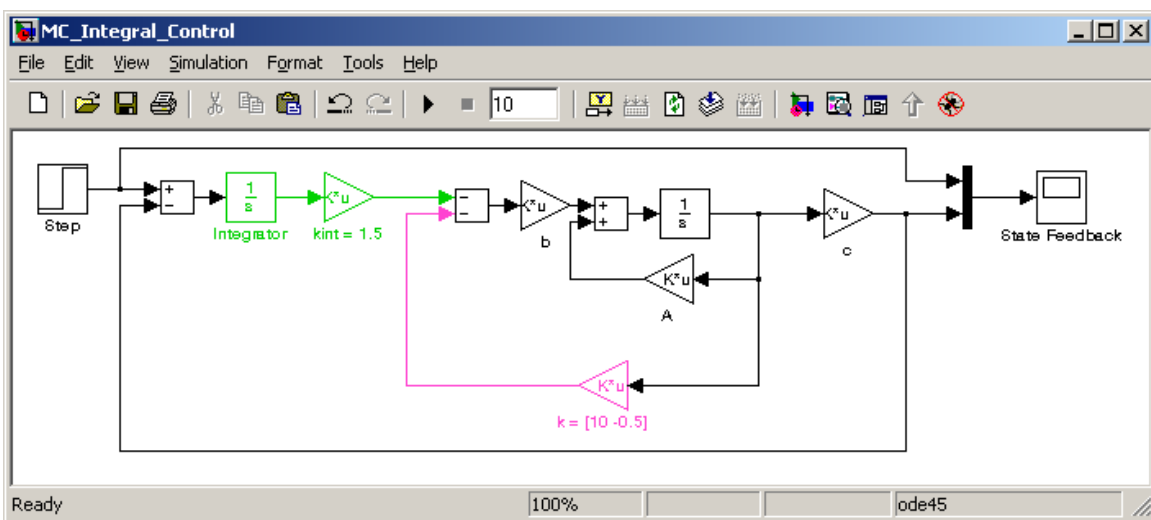 MC_Integral_Control
File Edit View Simulation Format Tools Help
10
+
−
1
s
K*u
−
−
K*u
+
+
1
s
K*u
Step
Integrator
kint = 1.5
b
c
State Feedback
K*u
A
K*u
k = [10 -0.5]
Ready
100%
ode45